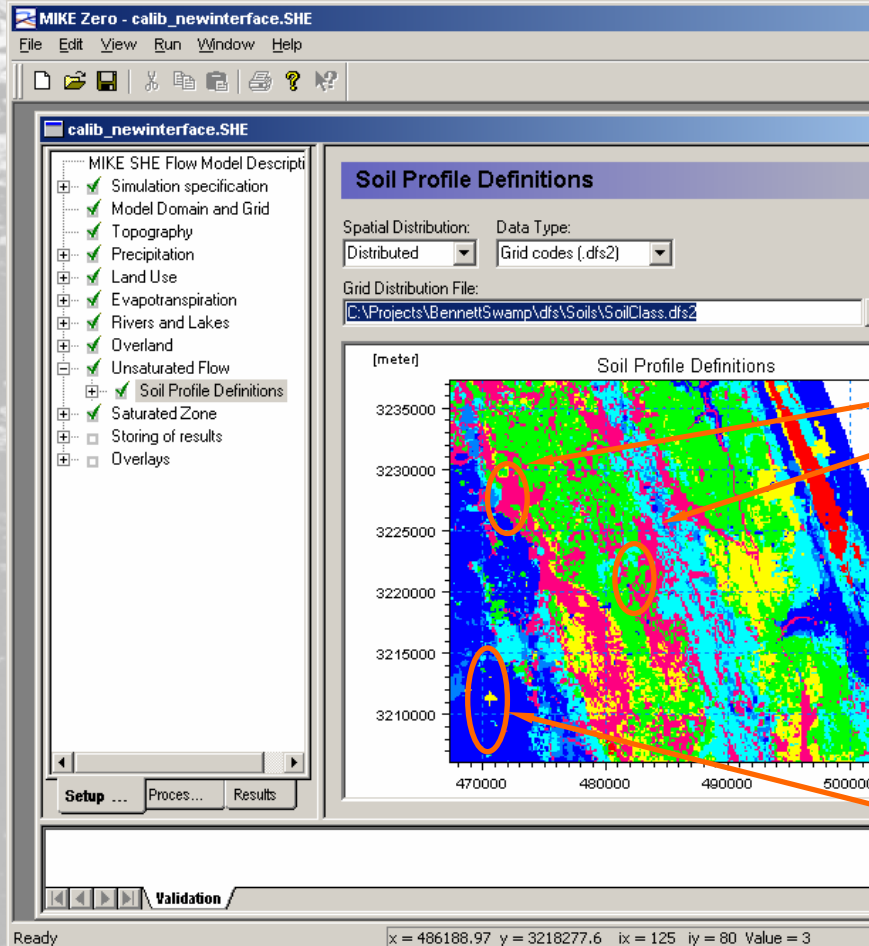 MIKE Zero - calib_newinterface.SHE
File Edit View Run Window Help
calib_newinterface.SHE
MIKE SHE Flow Model Descripti
Simulation specification
Model Domain and Grid
Topography
Precipitation
Land Use
Evapotranspiration
Rivers and Lakes
Overland
Unsaturated Flow
Soil Profile Definitions
Saturated Zone
Storing of results
Overlays
Setup ... Proces... Results
Soil Profile Definitions
Spatial Distribution: Data Type:
Distributed Grid codes (.dfs2)
Grid Distribution File:
C:\Projects\BennettSwamp\dfs\Soils\SoilClass.dfs2
[meter] Soil Profile Definitions
3235000
3230000
3225000
3220000
3215000
3210000
470000 480000 490000 500000
Validation
Ready x = 486188.97 y = 3218277.6 ix = 125 iy = 80 Value = 3